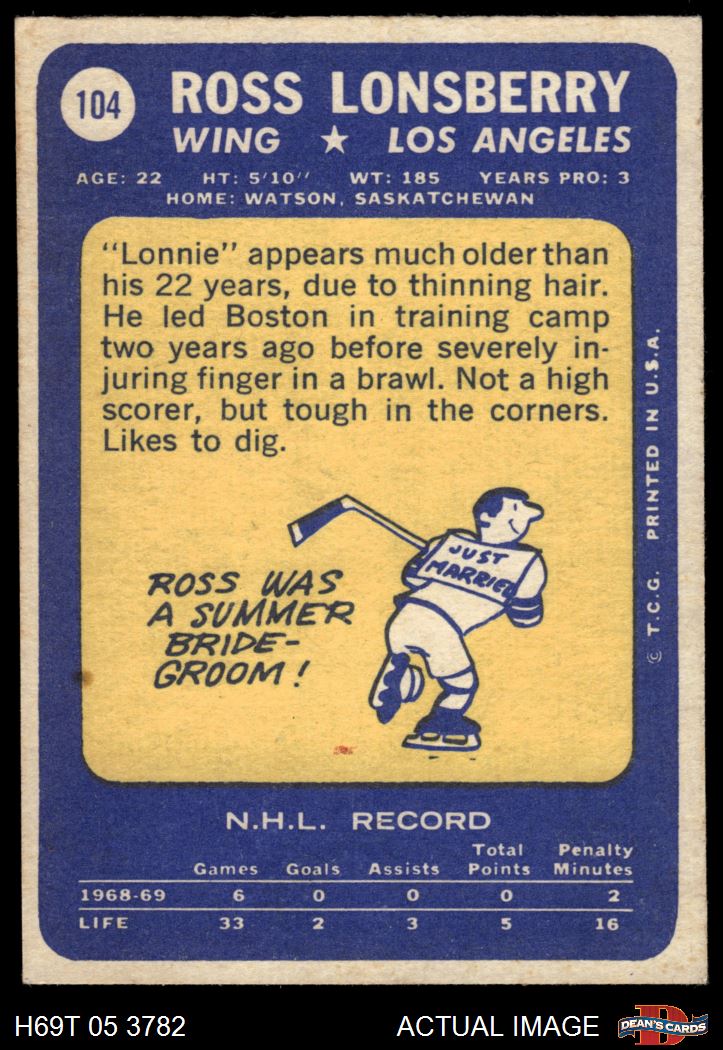 104
ROSS LONSBERRY
WING ★ LOS ANGELES
AGE: 22 HT: 5'10'' WT: 185 YEARS PRO: 3
HOME: WATSON, SASKATCHEWAN
"Lonnie" appears much older than
his 22 years, due to thinning hair.
He led Boston in training camp
two years ago before severely in-
juring finger in a brawl. Not a high
scorer, but tough in the corners.
Likes to dig.
JUST
MARRIED
ROSS WAS
A SUMMER
BRIDE-
GROOM!
© T.C.G. PRINTED IN U.S.A.
N.H.L. RECORD
Games Goals Assists Total Points Penalty Minutes
1968-69 6 0 0 0 2
LIFE 33 2 3 5 16
H69T 05 3782 ACTUAL IMAGE
D
DEAN'S CARDS